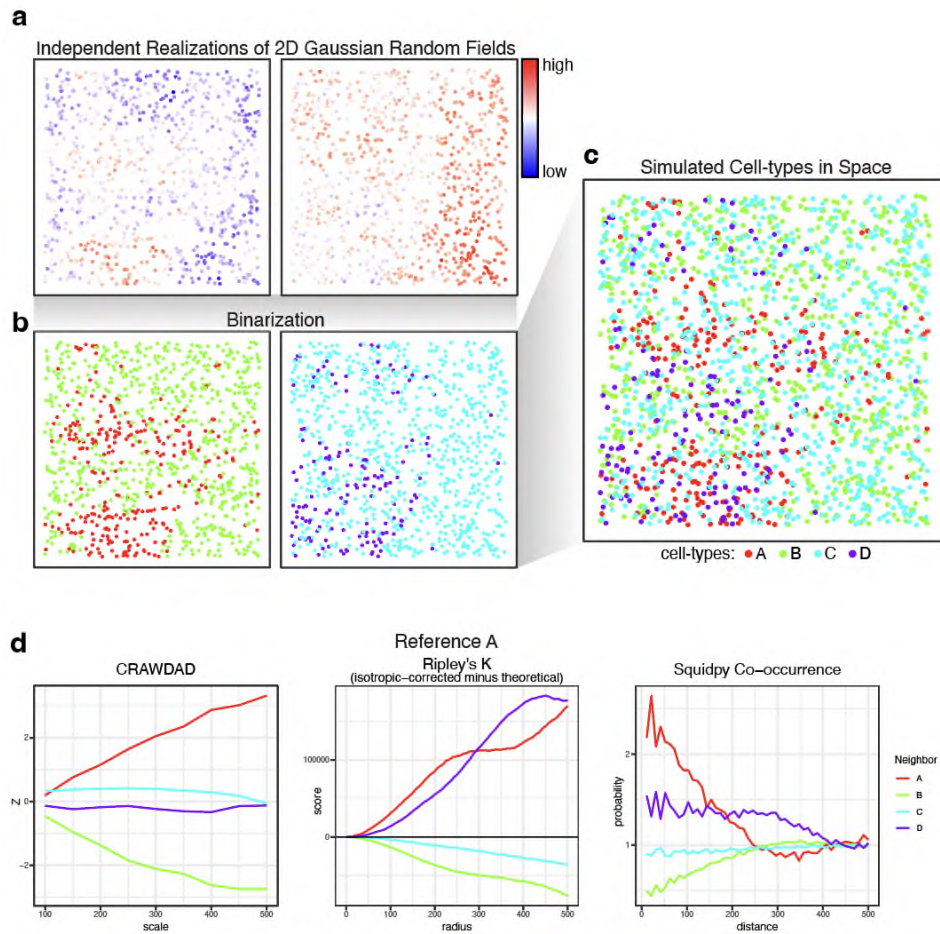 a
Independent Realizations of 2D Gaussian Random Fields
high
low
c
Simulated Cell-types in Space
b
Binarization
cell-types: A B C D
d
Reference A
CRAWDAD
Ripley's K
(isotropic-corrected minus theoretical)
Squidpy Co-occurrence
Z
2
0
-2
100 200 300 400 500
scale
score
100000
0
0 100 200 300 400 500
radius
probability
2
1
0 100 200 300 400 500
distance
Neighbor
A
B
C
D